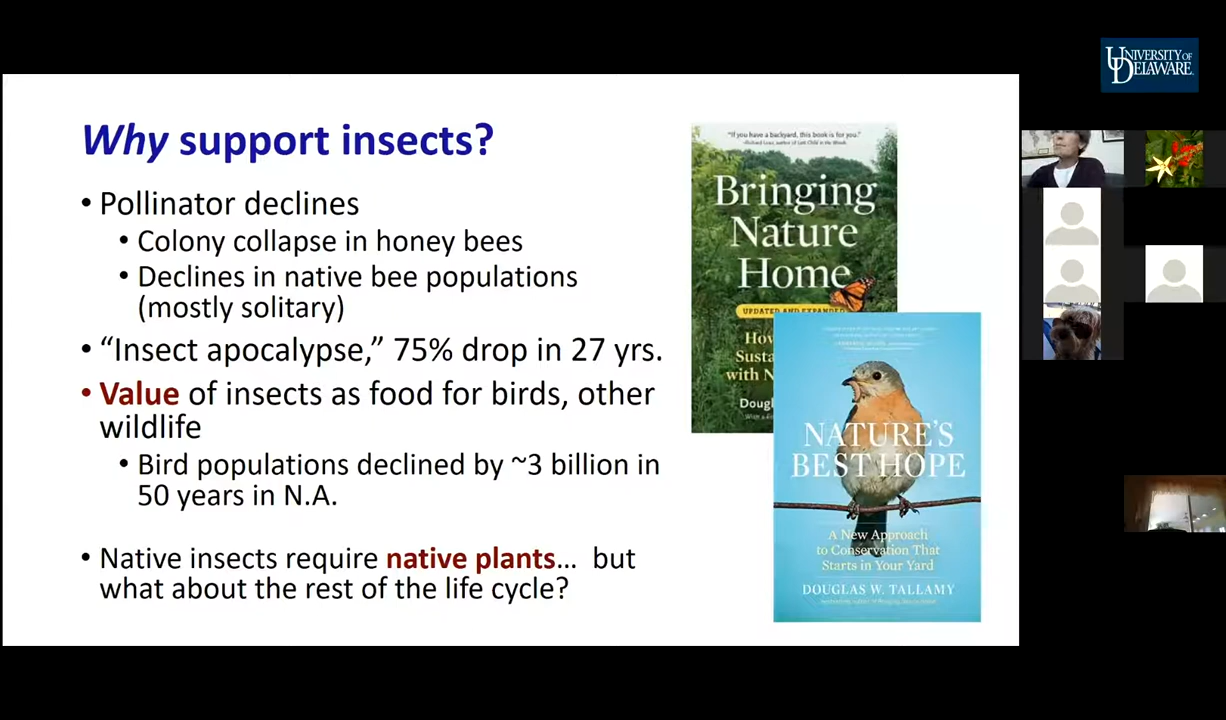 UNIVERSITY OF
DELAWARE
Why support insects?
• Pollinator declines
• Colony collapse in honey bees
• Declines in native bee populations
(mostly solitary)
• “Insect apocalypse,” 75% drop in 27 yrs.
• Value of insects as food for birds, other
wildlife
• Bird populations declined by ~3 billion in
50 years in N.A.
• Native insects require native plants… but
what about the rest of the life cycle?
"If you have a backyard, this book is for you."
Bringing
Nature
Home
UPDATED AND EXPANDED
How
Susta
with N
Doug
NATURE'S
BEST HOPE
A New Approach
to Conservation That
Starts in Your Yard
DOUGLAS W. TALLAMY